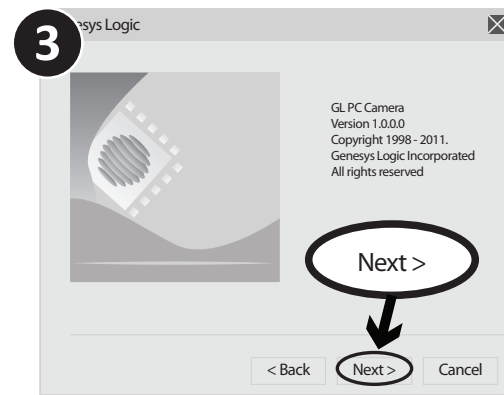 3
esys Logic
GL PC Camera
Version 1.0.0.0
Copyright 1998 - 2011.
Genesys Logic Incorporated
All rights reserved
Next >
< Back
Next >
Cancel